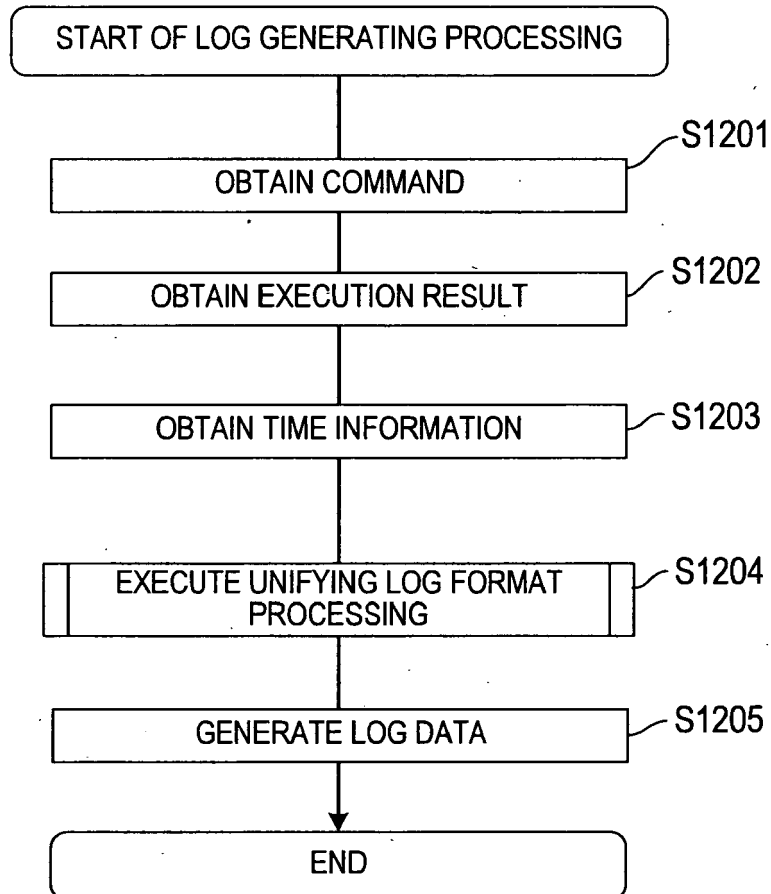 START OF LOG GENERATING PROCESSING
S1201
OBTAIN COMMAND
S1202
OBTAIN EXECUTION RESULT
S1203
OBTAIN TIME INFORMATION
S1204
EXECUTE UNIFYING LOG FORMAT
PROCESSING
S1205
GENERATE LOG DATA
END